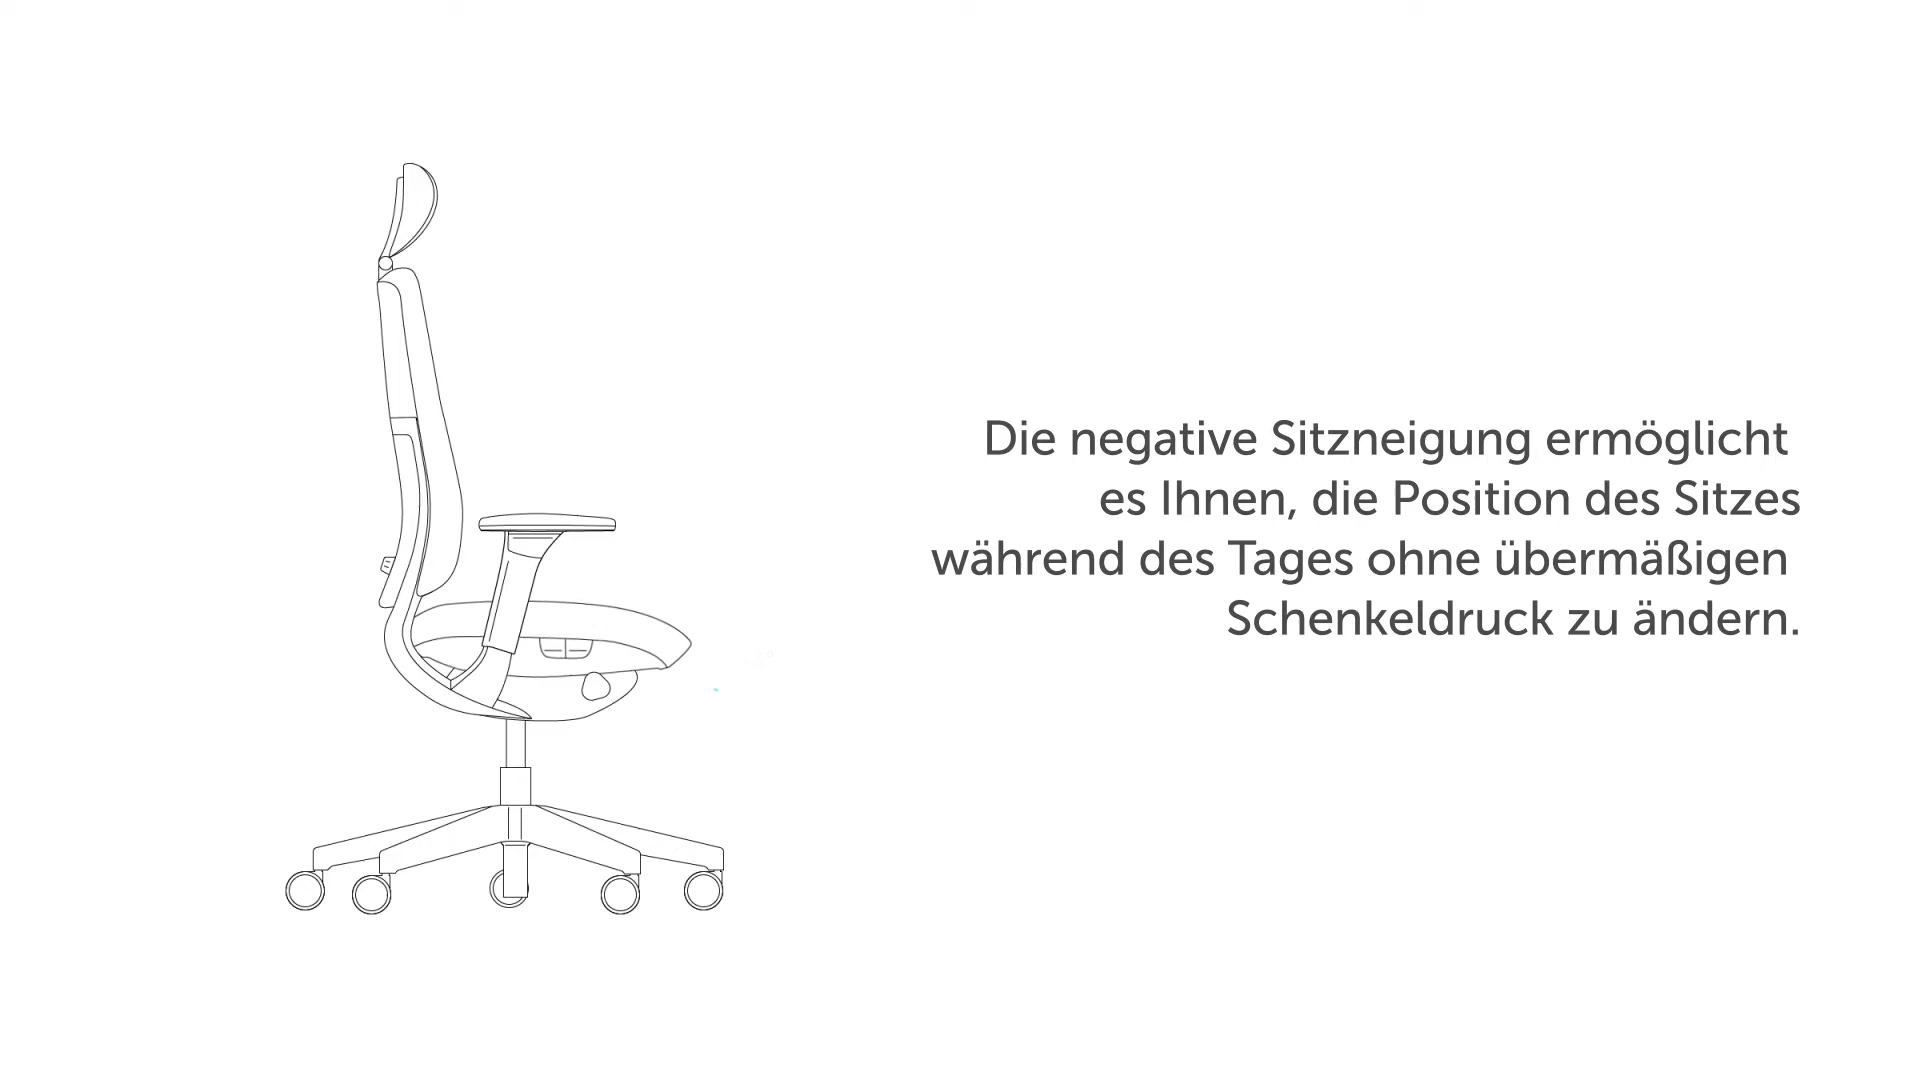 Die negative Sitzneigung ermöglicht
es Ihnen, die Position des Sitzes
während des Tages ohne übermäßigen
Schenkeldruck zu ändern.